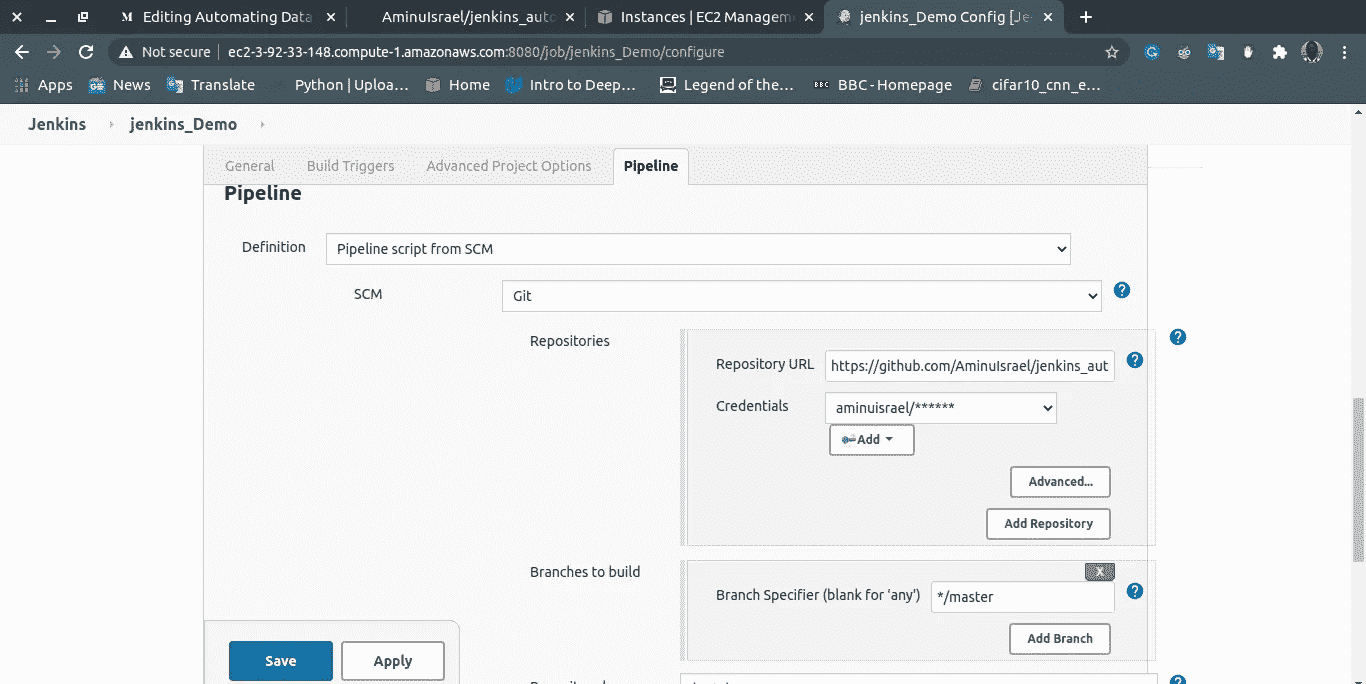 M Editing Automating Data AminuIsrael/jenkins_auto Instances | EC2 Managem jenkins_Demo Config [Je
Not secure ec2-3-92-33-148.compute-1.amazonaws.com:8080/job/jenkins_Demo/configure
Apps News Translate Python | Uploa... Home Intro to Deep... Legend of the... BBC BBC - Homepage cifar10_cnn_e...
Jenkins jenkins_Demo
General Build Triggers Advanced Project Options Pipeline
Pipeline
Definition Pipeline script from SCM
SCM Git
Repositories
Repository URL https://github.com/AminuIsrael/jenkins_aut
Credentials aminuisrael/******
Add
Advanced...
Add Repository
Branches to build
X
Branch Specifier (blank for 'any') */master
Add Branch
Save Apply